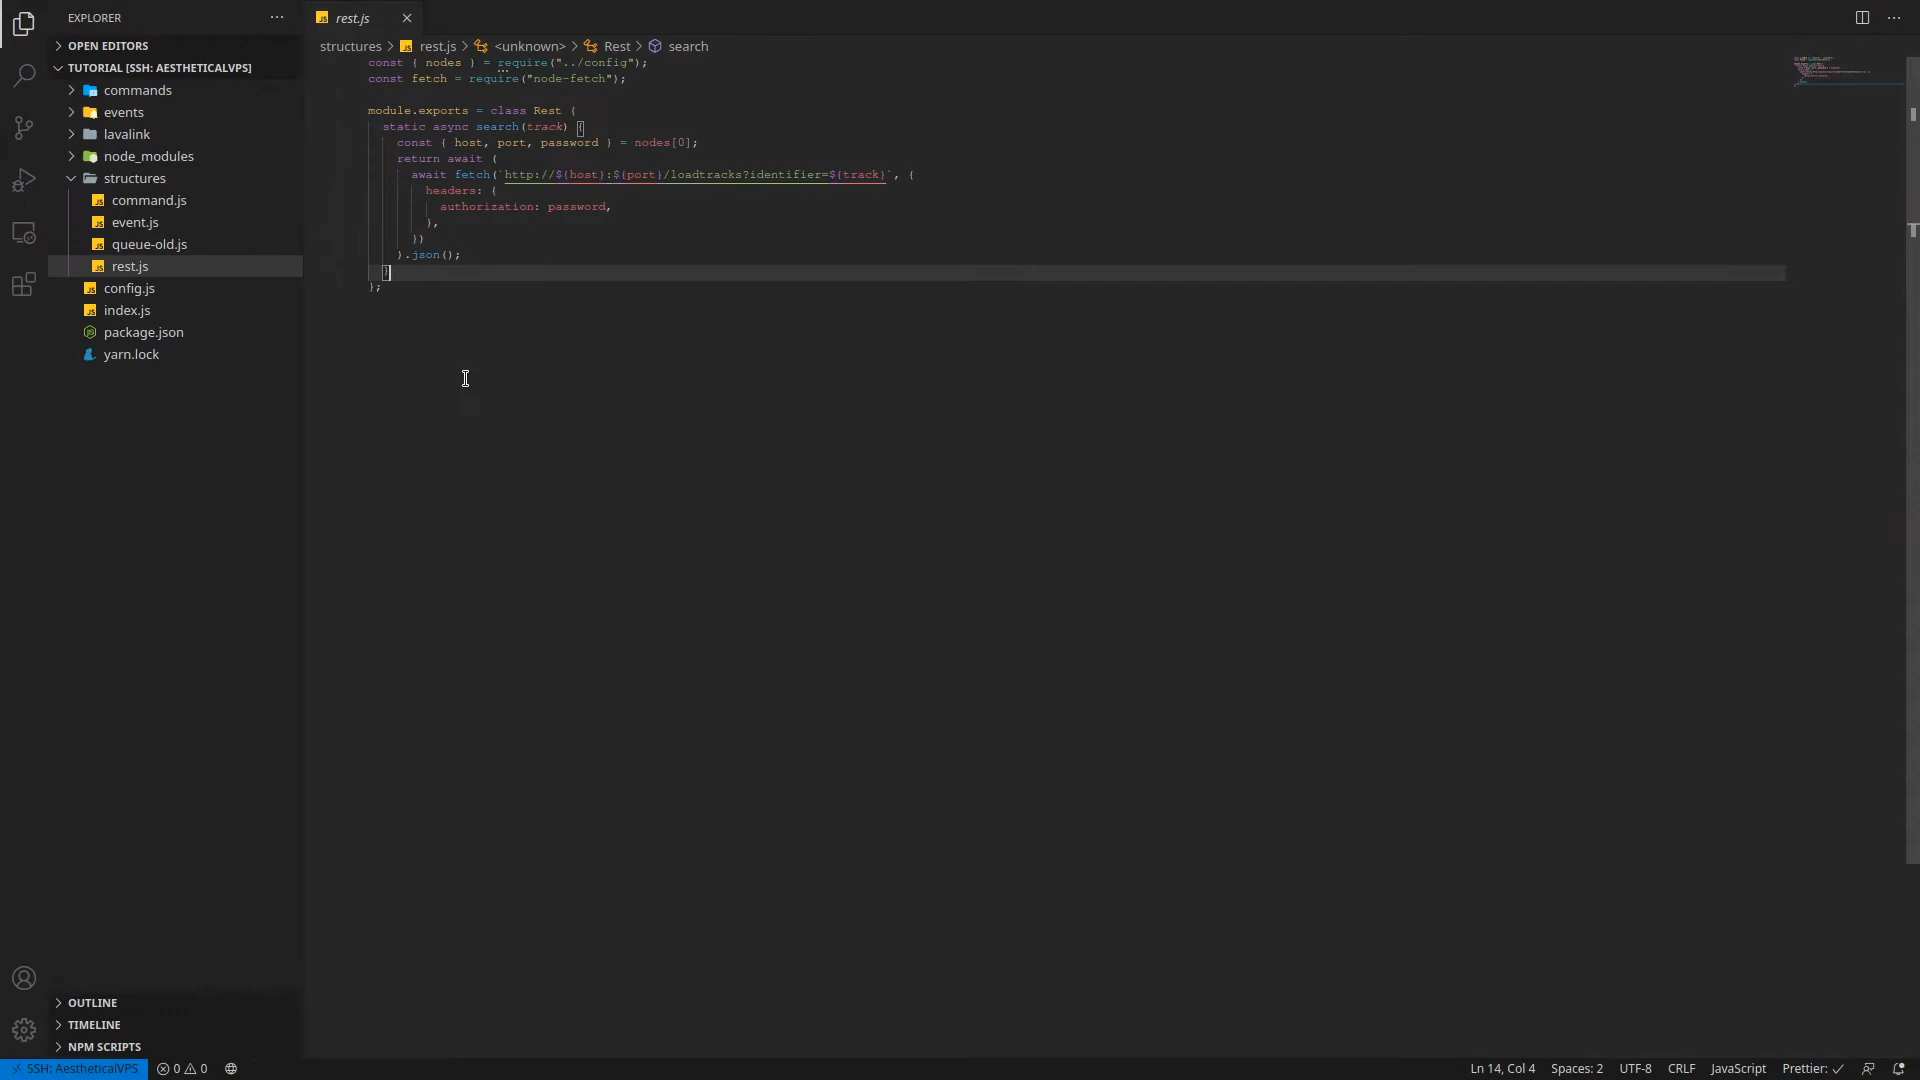 EXPLORER
OPEN EDITORS
TUTORIAL [SSH: AESTHETICALVPS]
commands
events
lavalink
node_modules
structures
command.js
event.js
queue-old.js
rest.js
config.js
index.js
package.json
yarn.lock
OUTLINE
TIMELINE
NPM SCRIPTS
rest.js
structures > rest.js > <unknown> > Rest > search
const { nodes } = require("../config");
const fetch = require("node-fetch");
module.exports = class Rest {
static async search(track) {
const { host, port, password } = nodes[0];
return await (
await fetch(`http://${host}:${port}/loadtracks?identifier=${track}`, {
headers: {
authorization: password,
},
})
).json();
}
};
SSH: AestheticalVPS
0
0
Ln 14, Col 4
Spaces: 2
UTF-8
CRLF
JavaScript
Prettier: ✓